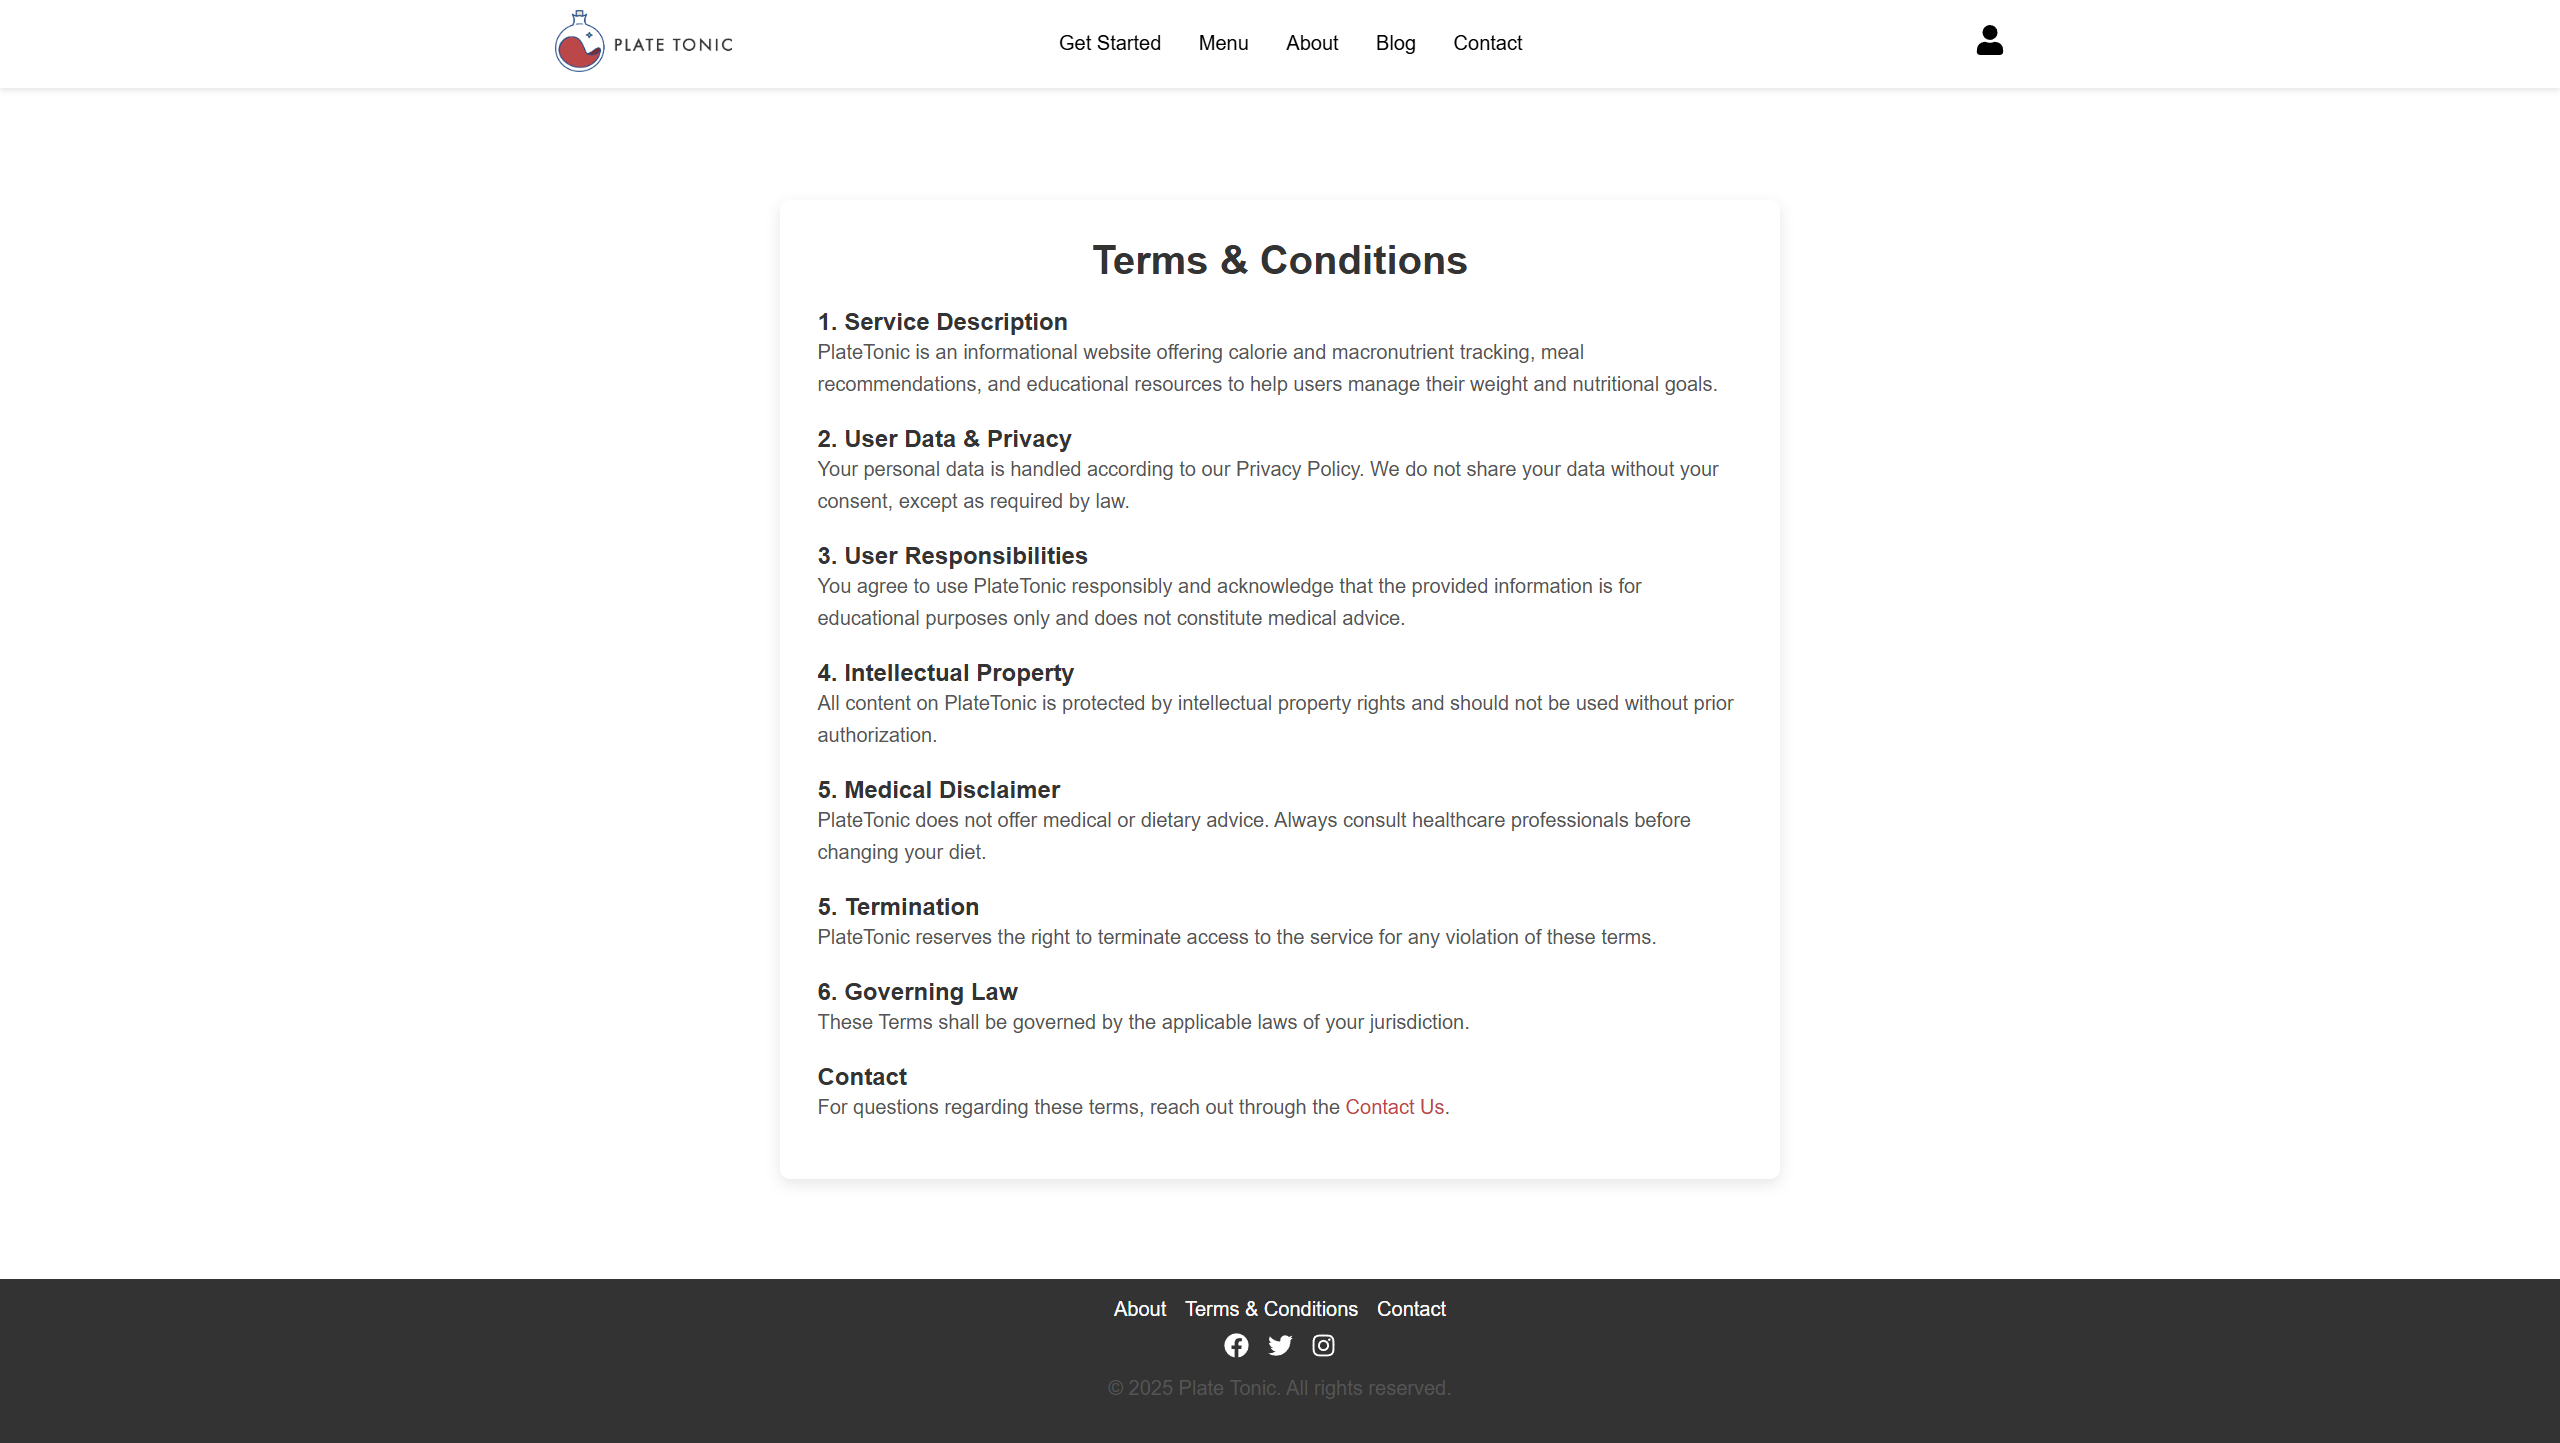 PLATE TONIC
Get Started Menu About Blog Contact
Terms & Conditions
1. Service Description
PlateTonic is an informational website offering calorie and macronutrient tracking, meal
recommendations, and educational resources to help users manage their weight and nutritional goals.
2. User Data & Privacy
Your personal data is handled according to our Privacy Policy. We do not share your data without your
consent, except as required by law.
3. User Responsibilities
You agree to use PlateTonic responsibly and acknowledge that the provided information is for
educational purposes only and does not constitute medical advice.
4. Intellectual Property
All content on PlateTonic is protected by intellectual property rights and should not be used without prior
authorization.
5. Medical Disclaimer
PlateTonic does not offer medical or dietary advice. Always consult healthcare professionals before
changing your diet.
5. Termination
PlateTonic reserves the right to terminate access to the service for any violation of these terms.
6. Governing Law
These Terms shall be governed by the applicable laws of your jurisdiction.
Contact
For questions regarding these terms, reach out through the Contact Us.
About Terms & Conditions Contact
© 2025 Plate Tonic. All rights reserved.